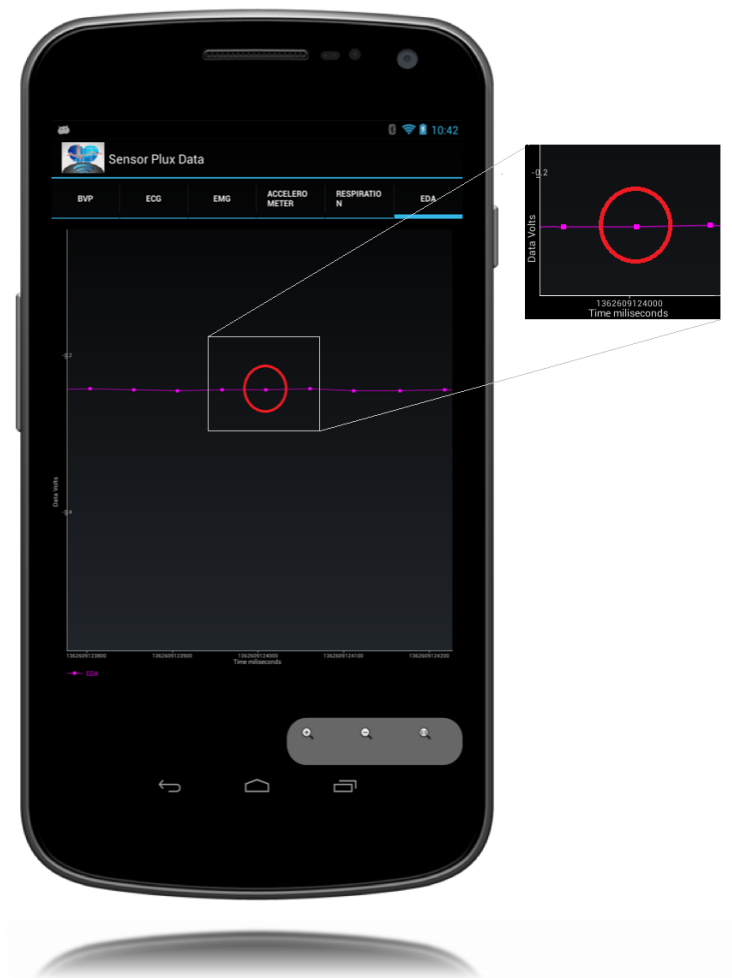 10:42
Sensor Plux Data
BVP
ECG
EMG
ACCELERO
METER
RESPIRATIO
N
EDA
-0.2
Data Volts
-0.4
1362609123800
1362609123900
1362609124000
1362609124100
1362609124200
Time miliseconds
EDA
-0.2
Data Volts
1362609124000
Time miliseconds